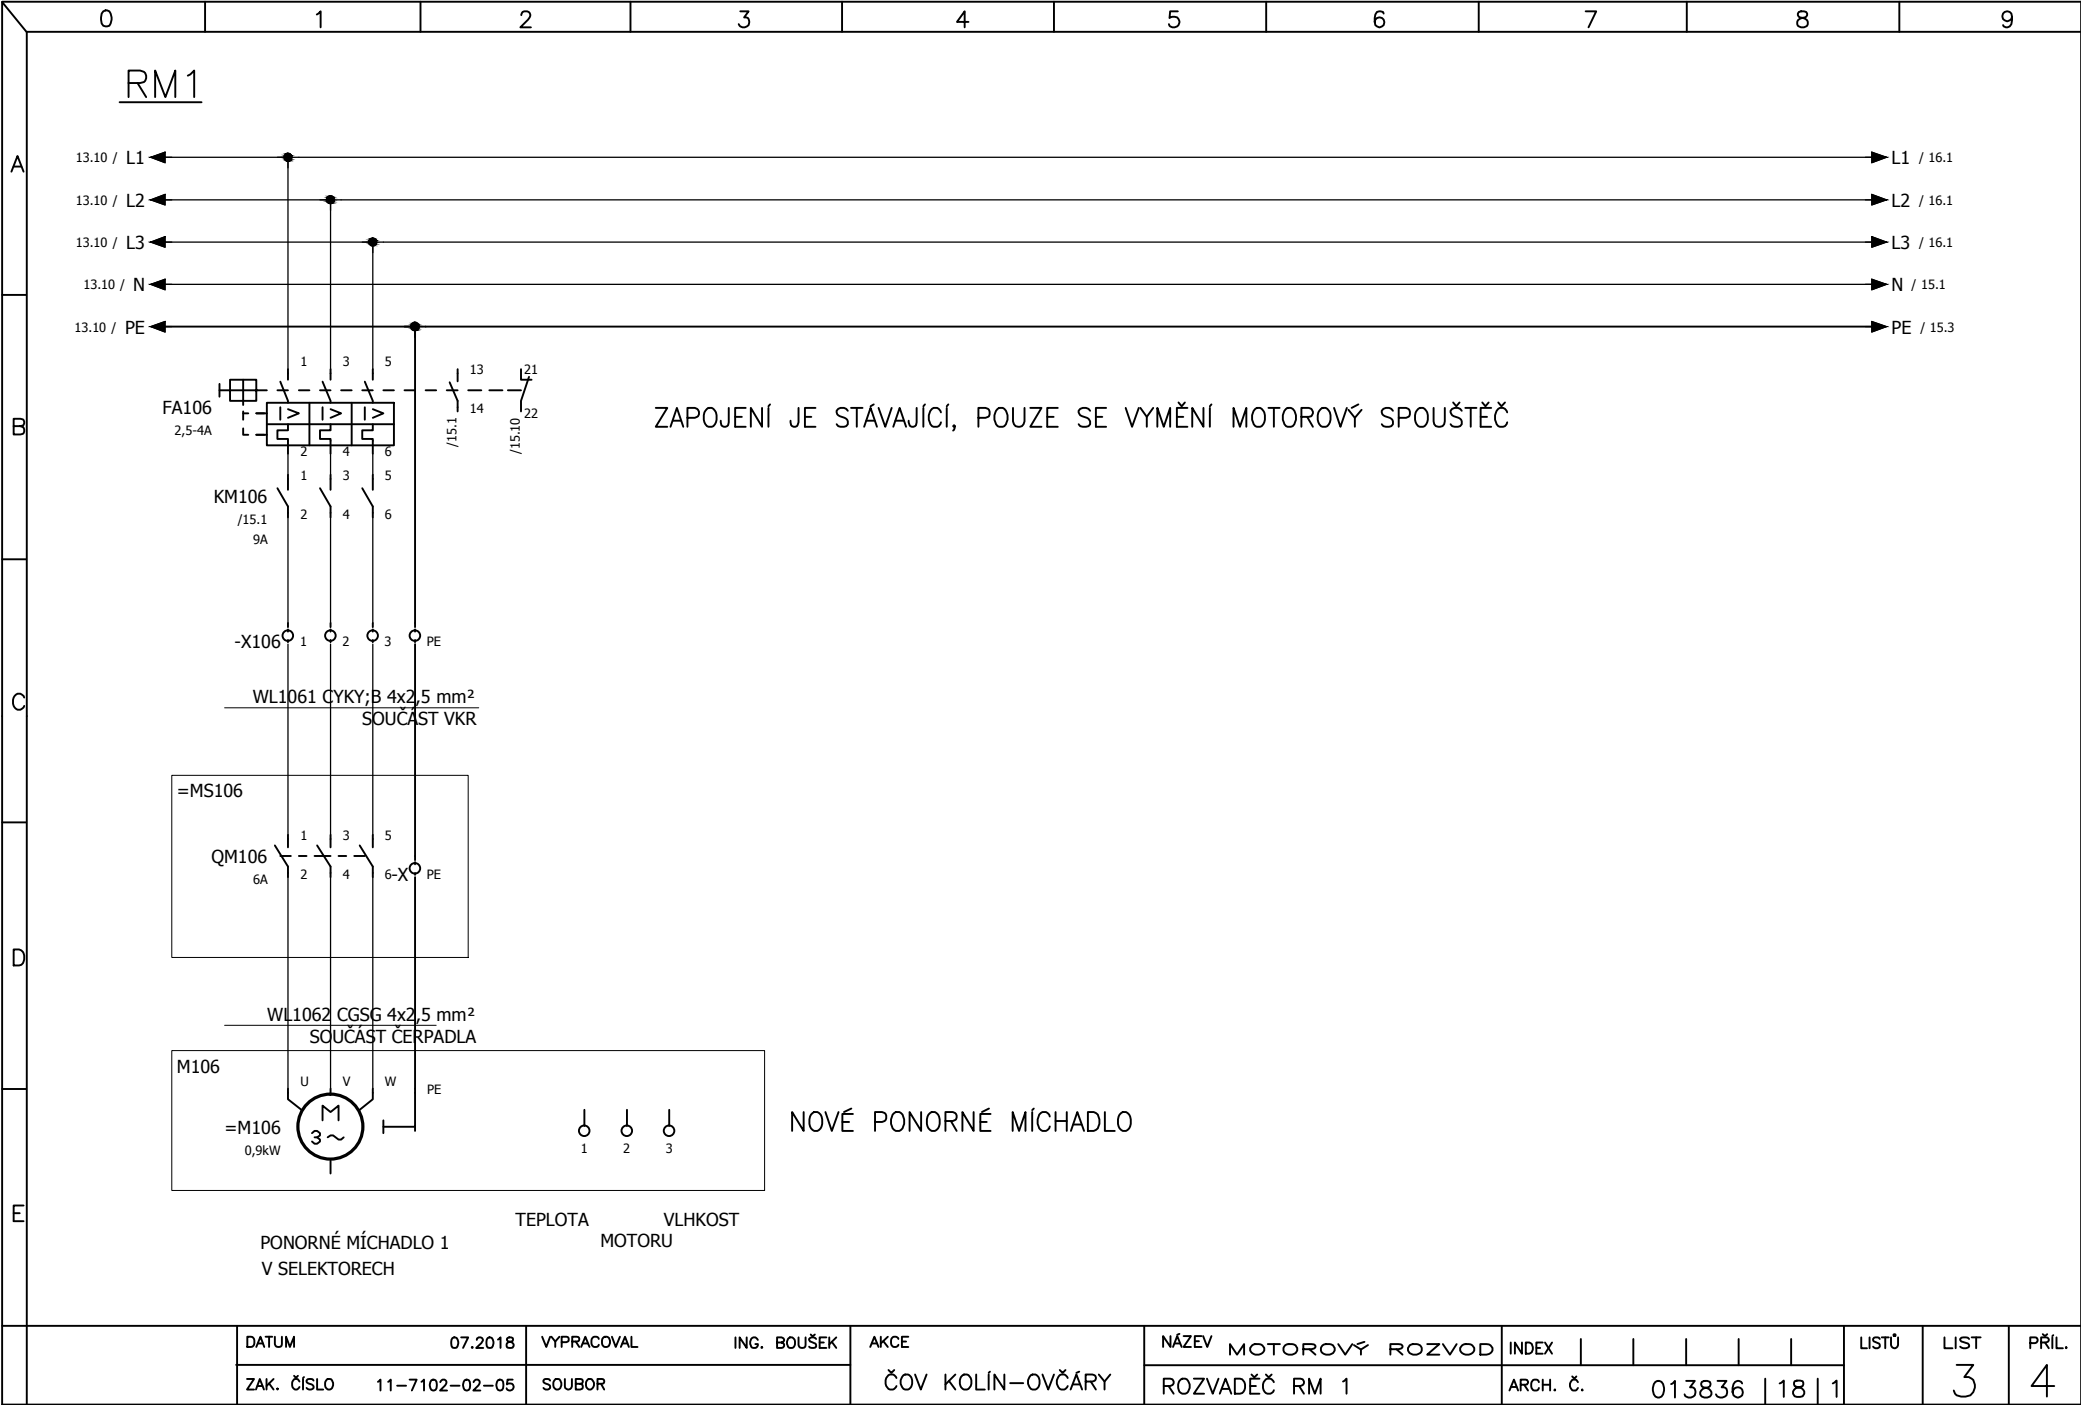 0 1 2 3 4 5 6 7 8 9
RM1
A
13.10 / L1
L1 / 16.1
13.10 / L2
L2 / 16.1
13.10 / L3
L3 / 16.1
13.10 / N
N / 15.1
13.10 / PE
PE / 15.3
1 3 5 13 21
B
FA106
2,5-4A
I> I> I>
14 22
/15.1 /15.10
ZAPOJENÍ JE STÁVAJÍCÍ, POUZE SE VYMĚNÍ MOTOROVÝ SPOUŠTĚČ
2 4 6
1 3 5
KM106
/15.1
9A
2 4 6
-X106 1 2 3 PE
C
WL1061 CYKY;B 4x2,5 mm²
SOUČÁST VKR
=MS106
1 3 5
QM106
6A
2 4 6 -X PE
D
WL1062 CGSG 4x2,5 mm²
SOUČÁST ČERPADLA
M106
U V W PE
=M106
0,9kW
M
3~
1 2 3
NOVÉ PONORNÉ MÍCHADLO
E
TEPLOTA VLHKOST
MOTORU
PONORNÉ MÍCHADLO 1
V SELEKTORECH
DATUM 07.2018
ZAK. ČÍSLO 11-7102-02-05
VYPRACOVAL ING. BOUŠEK
SOUBOR
AKCE
ČOV KOLÍN-OVČÁRY
NÁZEV MOTOROVÝ ROZVOD
ROZVADĚČ RM 1
INDEX
ARCH. Č. 013836 | 18 | 1
LISTŮ
LIST
3
PŘÍL.
4